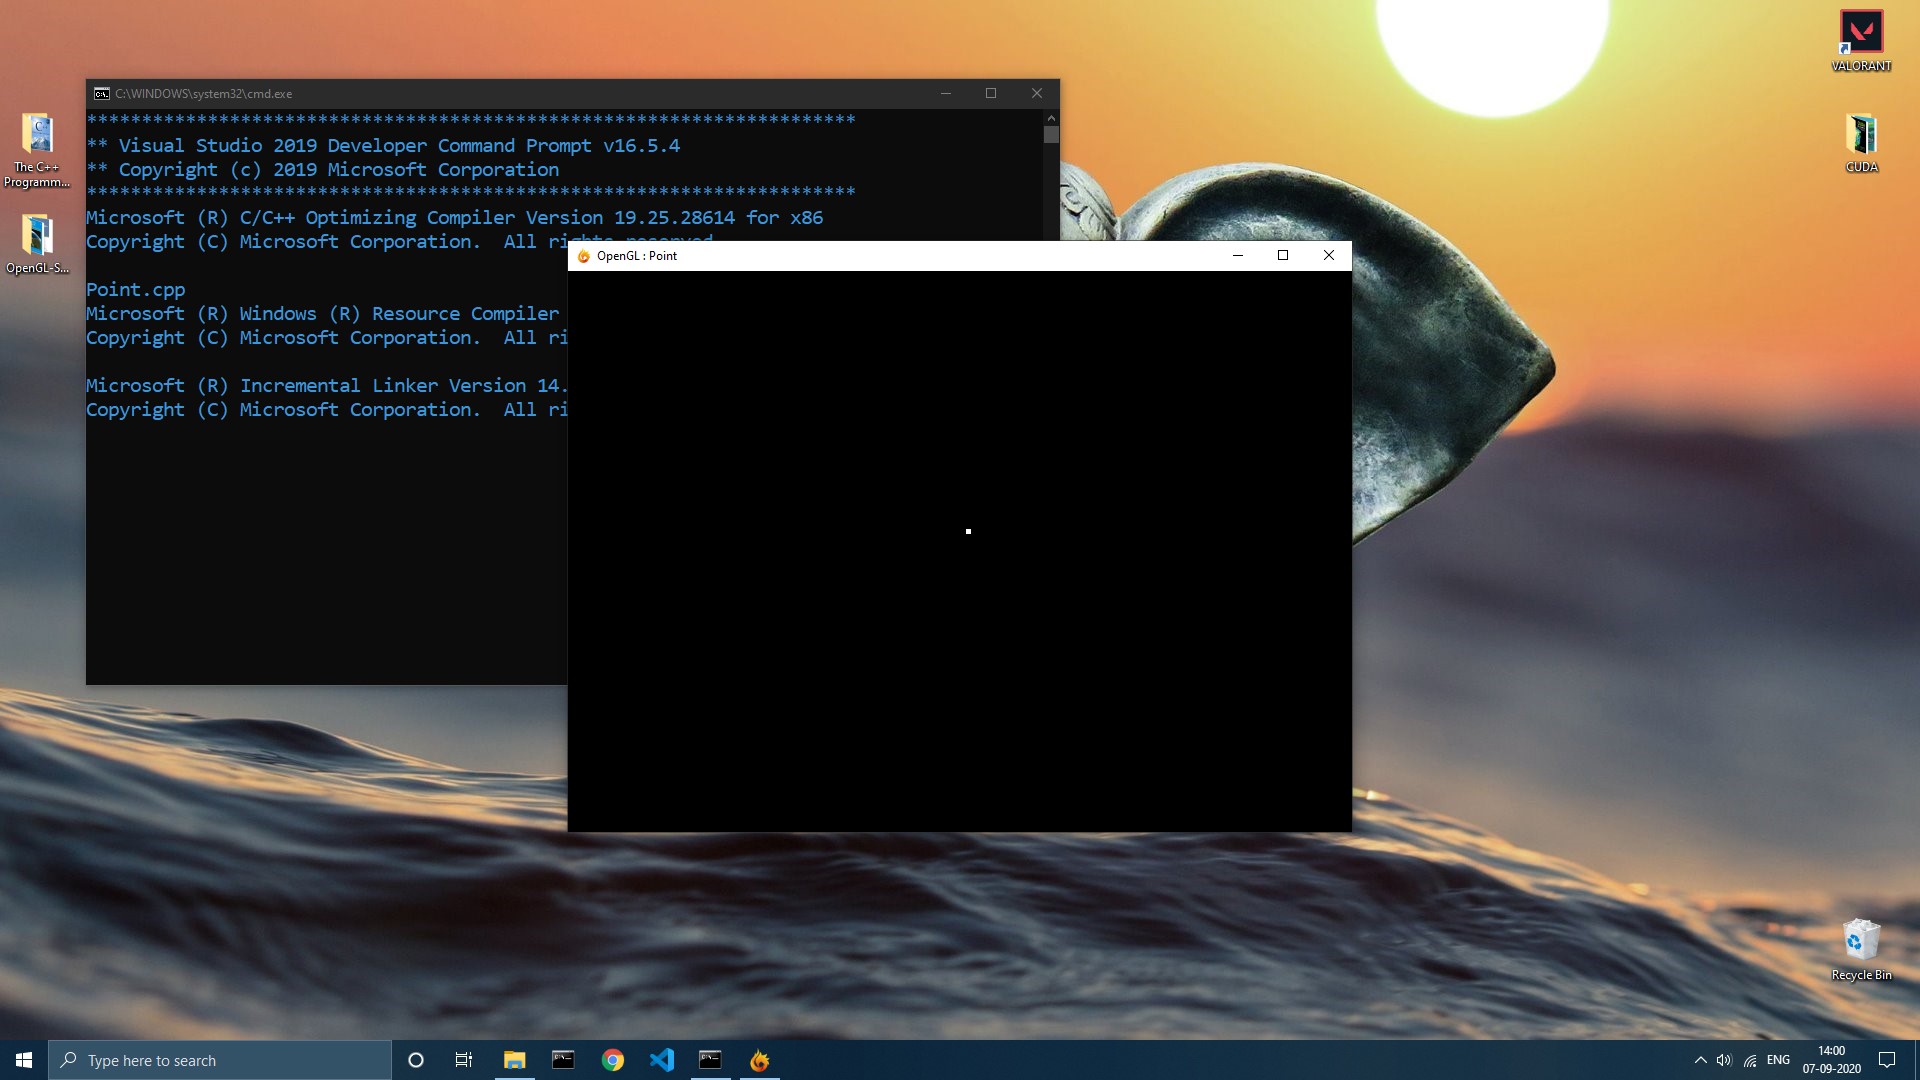 VALORANT
C:\WINDOWS\system32\cmd.exe
**********************************************************************
** Visual Studio 2019 Developer Command Prompt v16.5.4
** Copyright (c) 2019 Microsoft Corporation
**********************************************************************
Microsoft (R) C/C++ Optimizing Compiler Version 19.25.28614 for x86
Copyright (C) Microsoft Corporation.  All rights reserved
Point.cpp
Microsoft (R) Windows (R) Resource Compiler
Copyright (C) Microsoft Corporation.  All ri
Microsoft (R) Incremental Linker Version 14.
Copyright (C) Microsoft Corporation.  All ri
OpenGL : Point
The C++
Programm...
OpenGL-S...
CUDA
Recycle Bin
Type here to search
ENG
14:00
07-09-2020